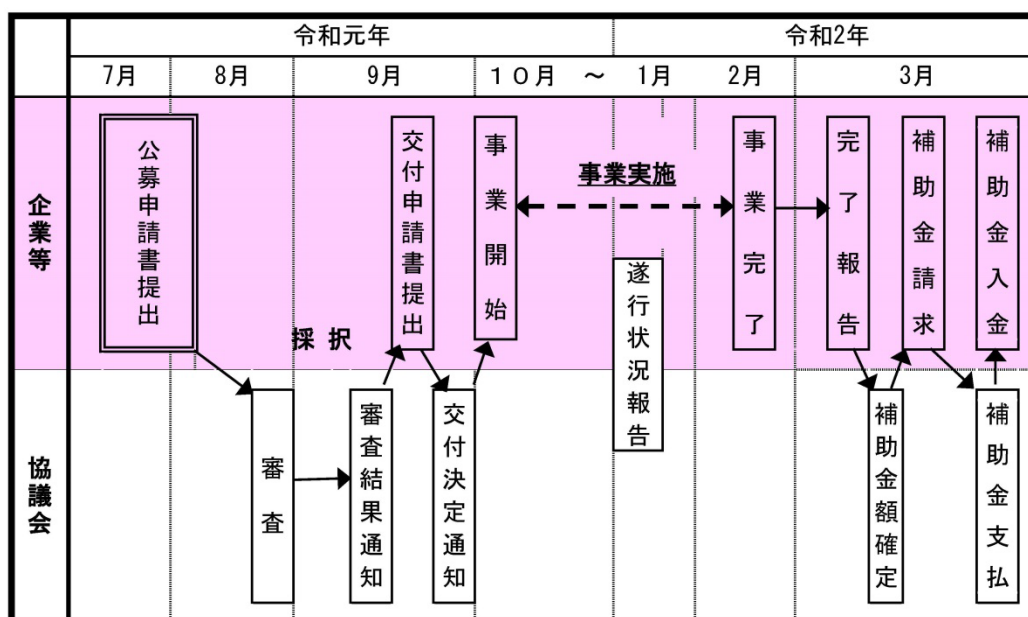 令和元年
令和2年
7月
8月
9月
１０月
～
1月
2月
3月
企業等
公募申請書提出
交付申請書提出
事業開始
事業実施
遂行状況報告
事業完了
完了報告
補助金請求
補助金入金
採択
協議会
審査
審査結果通知
交付決定通知
補助金額確定
補助金支払